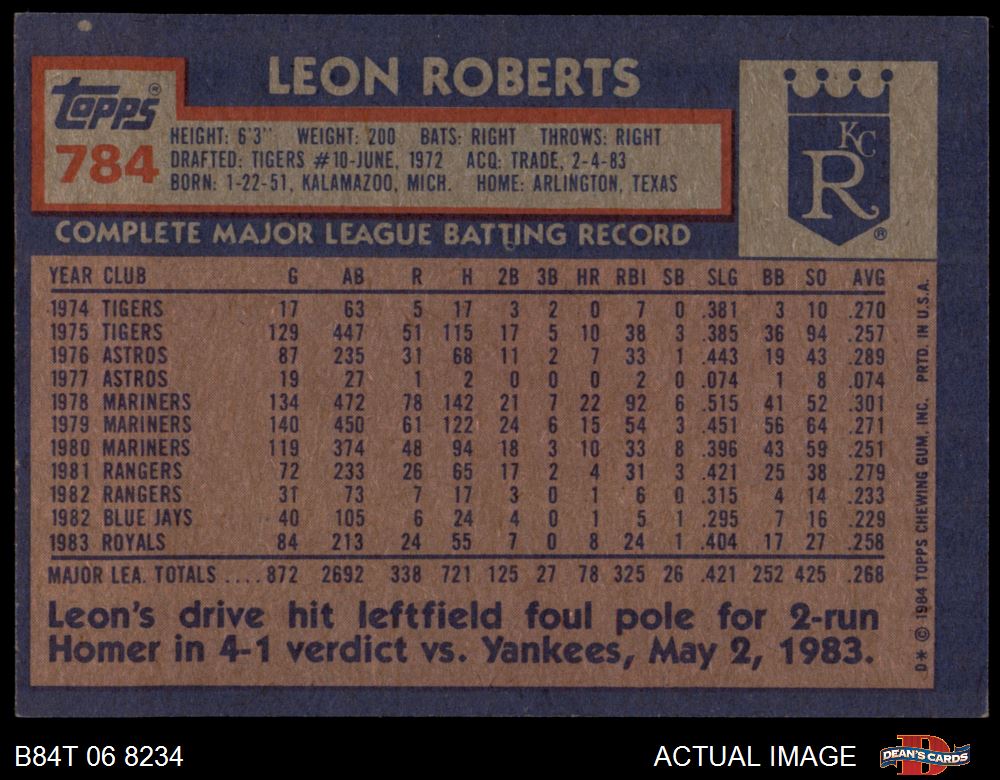 LEON ROBERTS
TOPPS®
784
HEIGHT: 6'3" WEIGHT: 200 BATS: RIGHT THROWS: RIGHT
DRAFTED: TIGERS #10-JUNE, 1972 ACQ: TRADE, 2-4-83
BORN: 1-22-51, KALAMAZOO, MICH. HOME: ARLINGTON, TEXAS
KC
R
®
COMPLETE MAJOR LEAGUE BATTING RECORD
YEAR CLUB G AB R H 2B 3B HR RBI SB SLG BB SO AVG
1974 TIGERS 17 63 5 17 3 2 0 7 0 .381 3 10 .270
1975 TIGERS 129 447 51 115 17 5 10 38 3 .385 36 94 .257
1976 ASTROS 87 235 31 68 11 2 7 33 1 .443 19 43 .289
1977 ASTROS 19 27 1 2 0 0 0 2 0 .074 1 8 .074
1978 MARINERS 134 472 78 142 21 7 22 92 6 .515 41 52 .301
1979 MARINERS 140 450 61 122 24 6 15 54 3 .451 56 64 .271
1980 MARINERS 119 374 48 94 18 3 10 33 8 .396 43 59 .251
1981 RANGERS 72 233 26 65 17 2 4 31 3 .421 25 38 .279
1982 RANGERS 31 73 7 17 3 0 1 6 0 .315 4 14 .233
1982 BLUE JAYS 40 105 6 24 4 0 1 5 1 .295 7 16 .229
1983 ROYALS 84 213 24 55 7 0 8 24 1 .404 17 27 .258
MAJOR LEA. TOTALS ....872 2692 338 721 125 27 78 325 26 .421 252 425 .268
Leon's drive hit leftfield foul pole for 2-run
Homer in 4-1 verdict vs. Yankees, May 2, 1983.
D✶ © 1984 TOPPS CHEWING GUM, INC. PRTD. IN U.S.A.
B84T 06 8234
ACTUAL IMAGE
DEAN'S CARDS